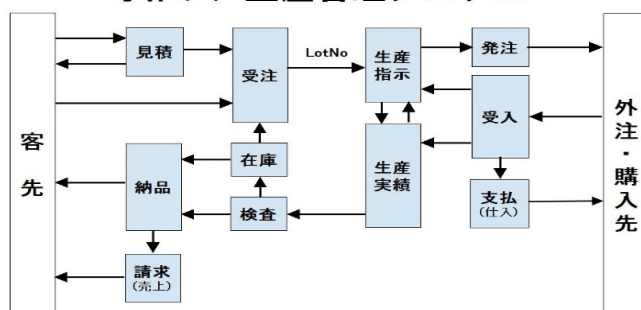 見積
受注
LotNo
生産
指示
発注
受入
客先
外注・購入先
納品
在庫
検査
生産
実績
支払
(仕入)
請求
(売上)